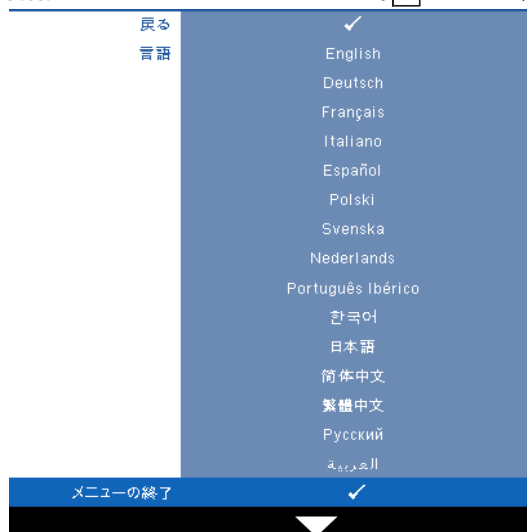 戻る
言語
English
Deutsch
Français
Italiano
Español
Polski
Svenska
Nederlands
Português Ibérico
한국어
日本語
简体中文
繁體中文
Русский
العربية
メニューの終了